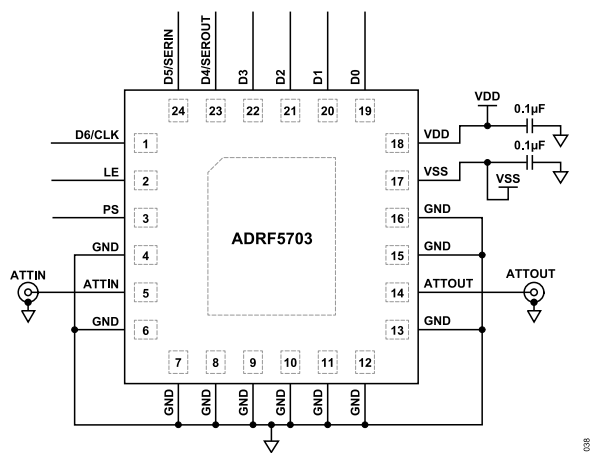 D5/SERIN
D4/SEROUT
D3
D2
D1
D0
24
23
22
21
20
19
VDD
0.1µF
D6/CLK
1
18
VDD
0.1µF
LE
2
17
VSS
VSS
PS
3
16
GND
ADRF5703
GND
4
15
GND
ATTIN
ATTIN
5
14
ATTOUT
ATTOUT
GND
6
13
GND
7
8
9
10
11
12
GND
GND
GND
GND
GND
GND
038